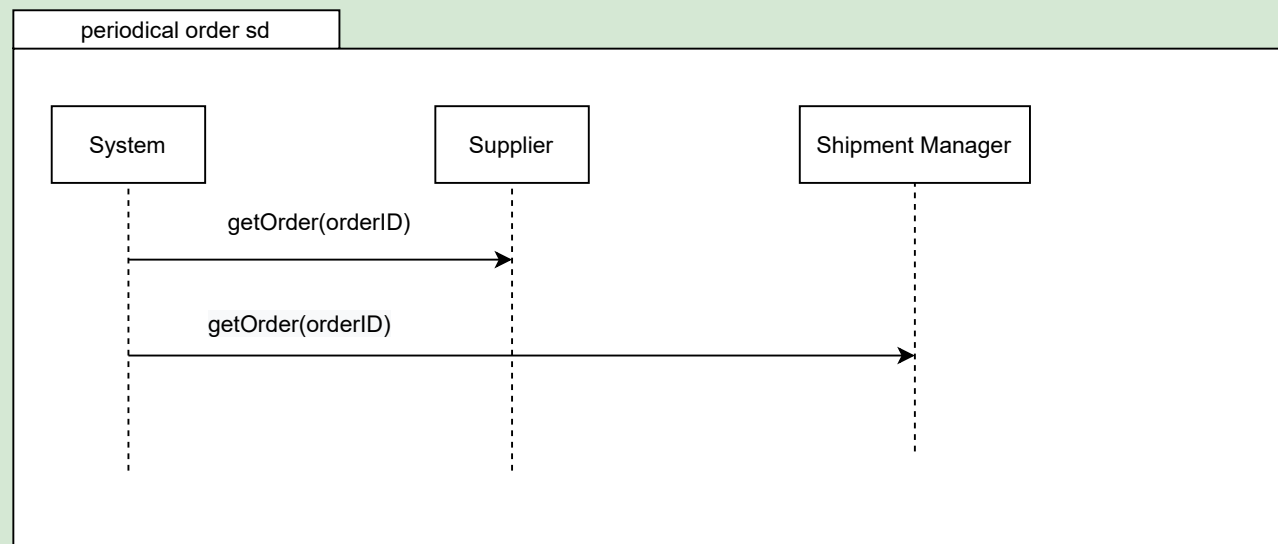 periodical order sd
System
Supplier
Shipment Manager
getOrder(orderID)
getOrder(orderID)